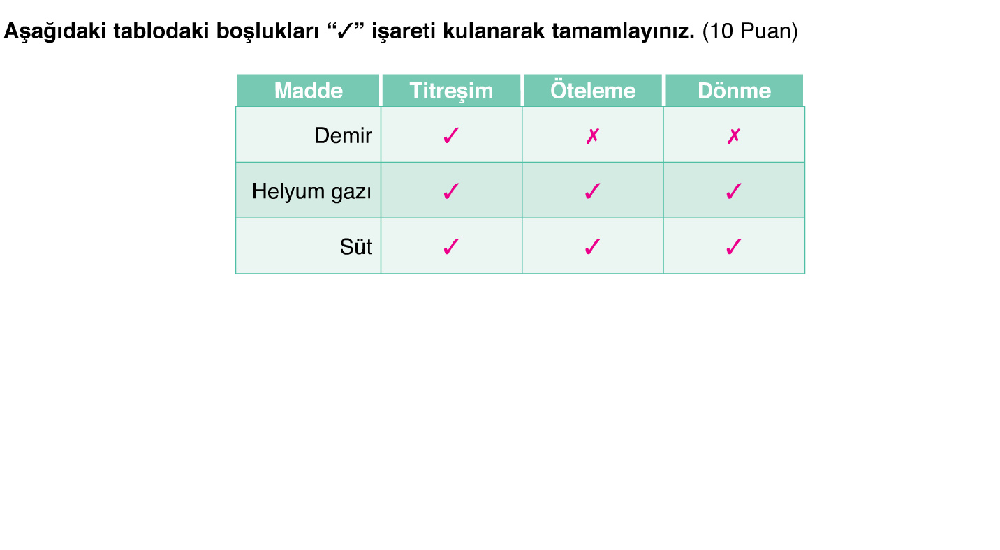 Aşağıdaki tablodaki boşlukları “✓” işareti kulanarak tamamlayınız. (10 Puan)
Madde Titreşim Öteleme Dönme
Demir ✓ ✗ ✗
Helyum gazı ✓ ✓ ✓
Süt ✓ ✓ ✓